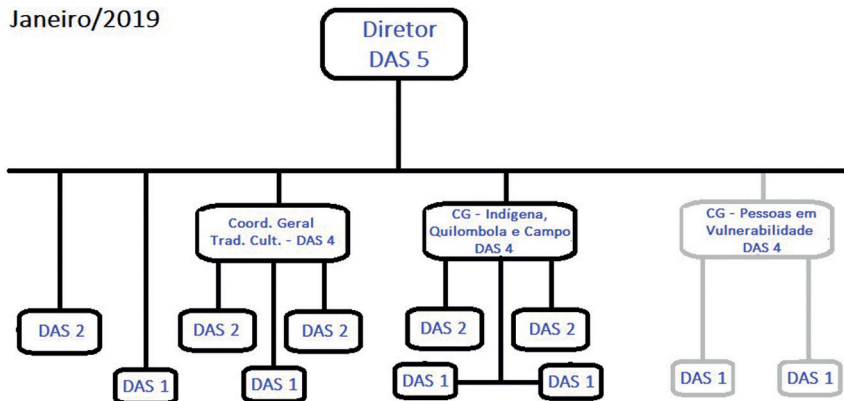 Janeiro/2019
Diretor
DAS 5
Coord. Geral
Trad. Cult. - DAS 4
CG - Indígena,
Quilombola e Campo
DAS 4
CG - Pessoas em
Vulnerabilidade
DAS 4
DAS 2
DAS 1
DAS 2
DAS 1
DAS 2
DAS 2
DAS 2
DAS 1
DAS 1
DAS 1
DAS 1